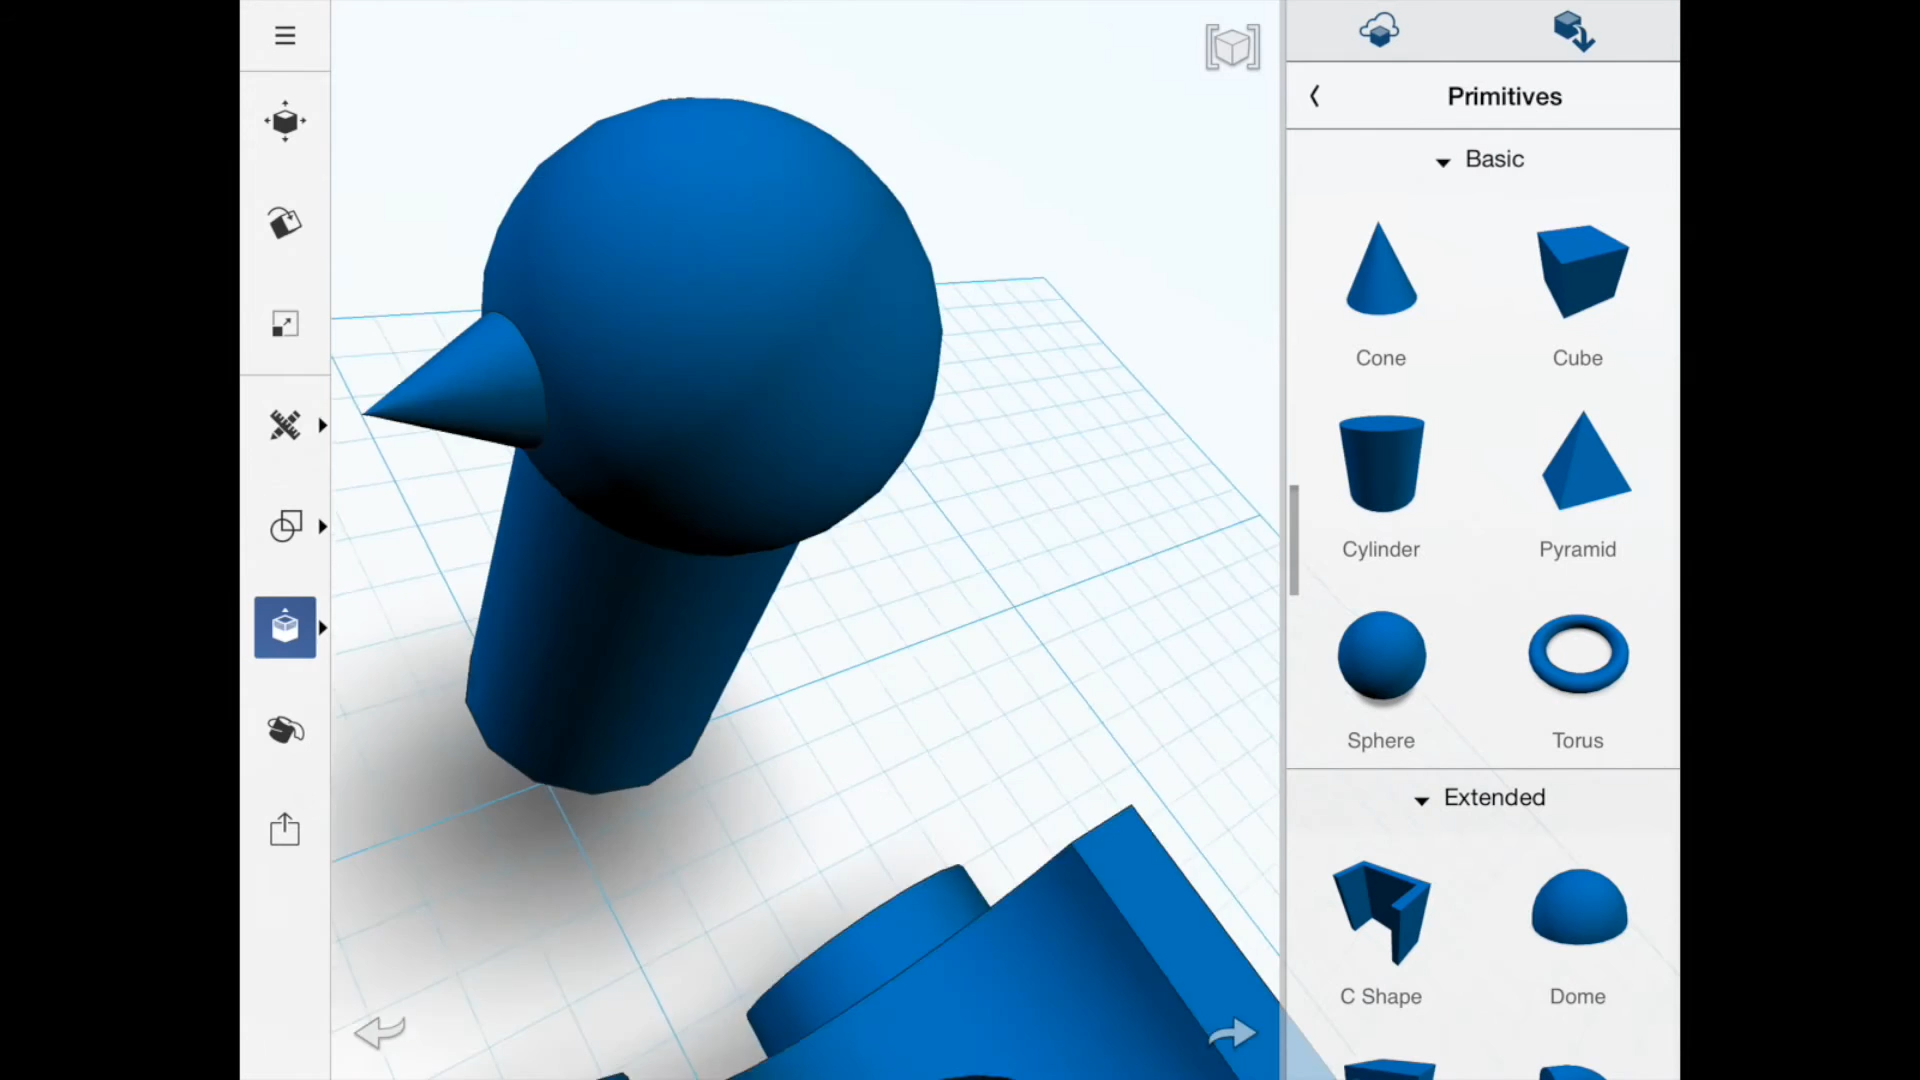 Primitives
Basic
Cone
Cube
Cylinder
Pyramid
Sphere
Torus
Extended
C Shape
Dome